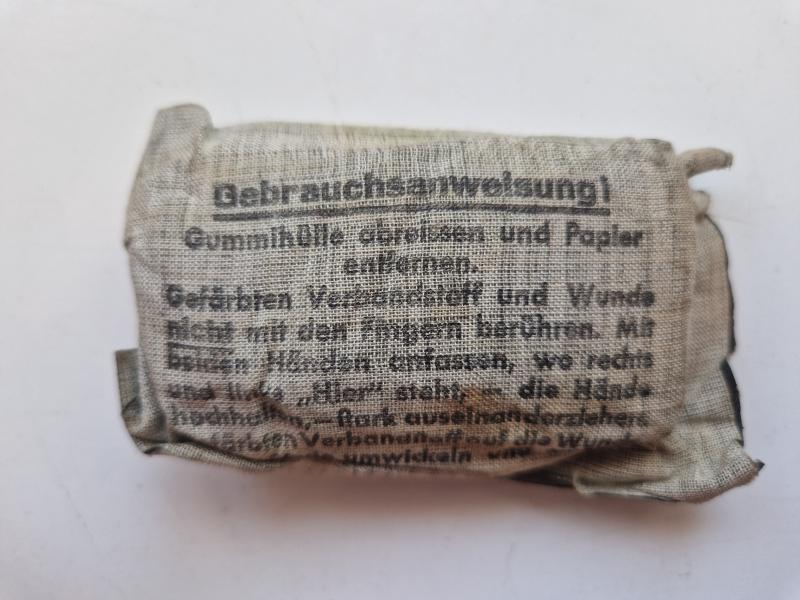 Gebrauchsanweisung!
Gummihülle abreissen und Papier
entfernen.
Gefärbten Verbandstoff und Wunde
nicht mit den Fingern berühren. Mit
beiden Händen anfassen, wo rechts
und links „Hier" steht, — die Hände
hochhalten, — stark auseinanderziehen
Verbandstoff auf die Wunde
umwickeln